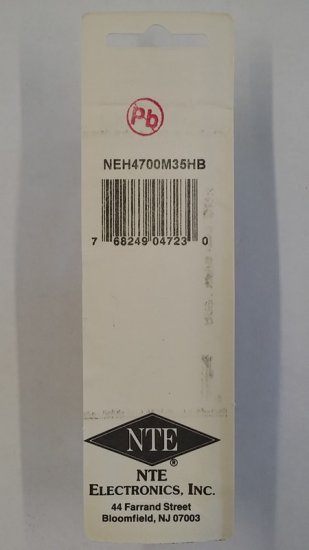 Pb
NEH4700M35HB
7 68249 04723 0
NTE
®
NTE
ELECTRONICS, INC.
44 Farrand Street
Bloomfield, NJ 07003